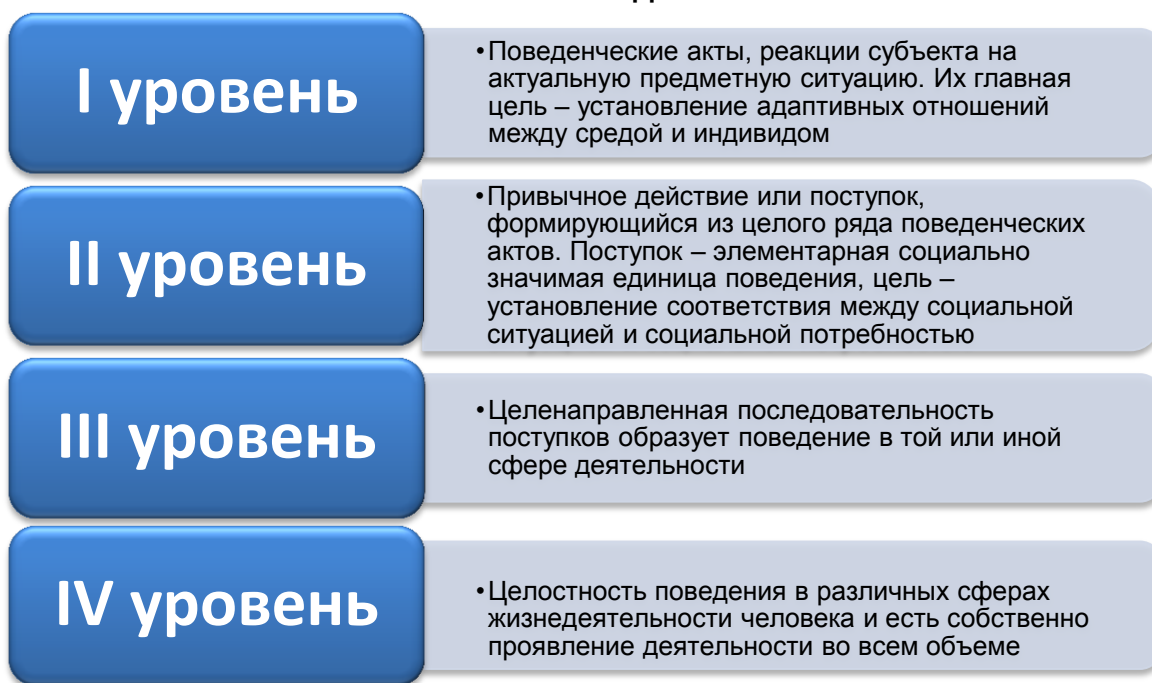 I уровень
•Поведенческие акты, реакции субъекта на
актуальную предметную ситуацию. Их главная
цель – установление адаптивных отношений
между средой и индивидом
II уровень
•Привычное действие или поступок,
формирующийся из целого ряда поведенческих
актов. Поступок – элементарная социально
значимая единица поведения, цель –
установление соответствия между социальной
ситуацией и социальной потребностью
III уровень
•Целенаправленная последовательность
поступков образует поведение в той или иной
сфере деятельности
IV уровень
•Целостность поведения в различных сферах
жизнедеятельности человека и есть собственно
проявление деятельности во всем объеме